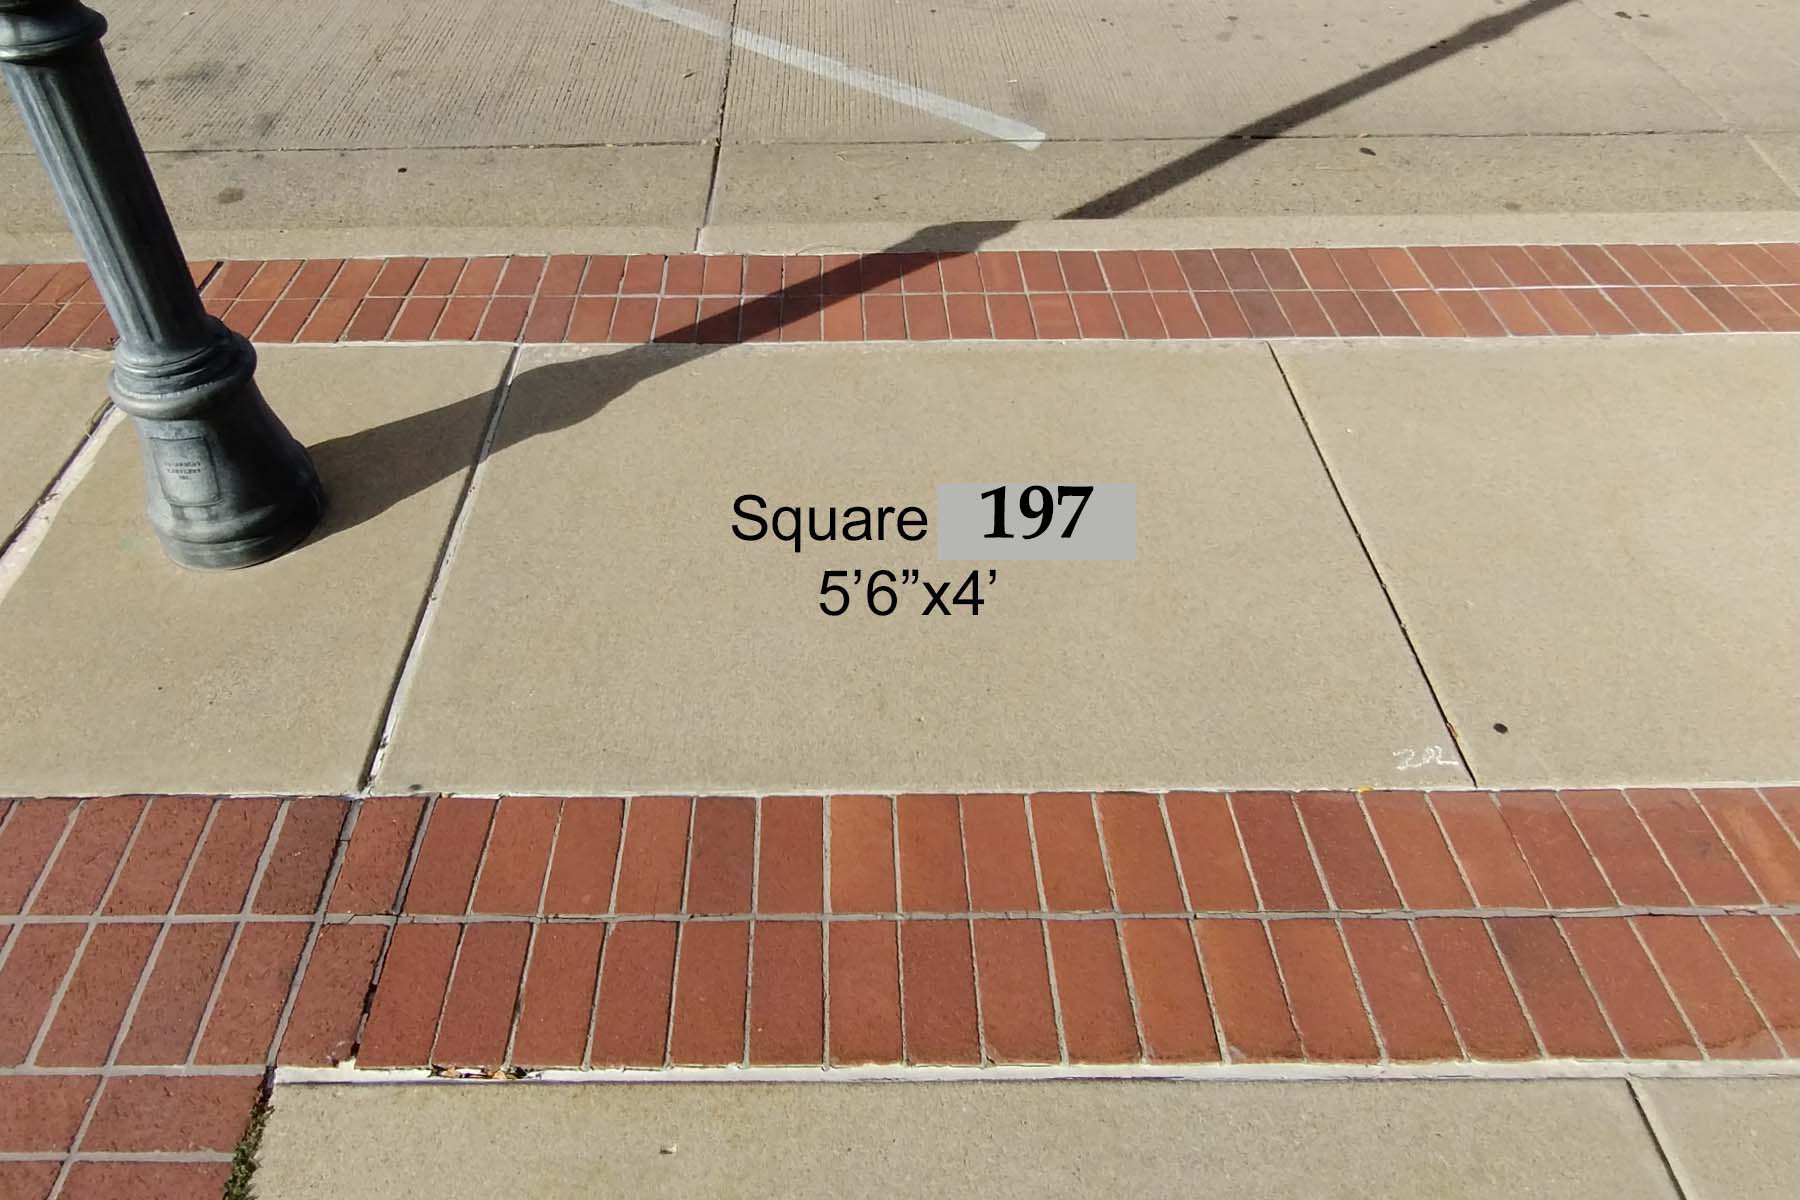 Square 197
5’6”x4’